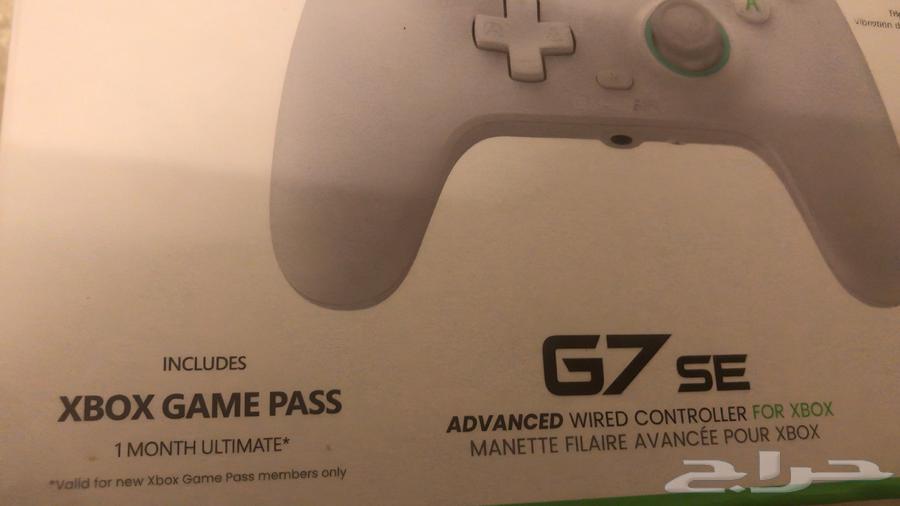 A
vibration d
INCLUDES
XBOX GAME PASS
1 MONTH ULTIMATE*
*Valid for new Xbox Game Pass members only
G7 SE
ADVANCED WIRED CONTROLLER FOR XBOX
MANETTE FILAIRE AVANCÉE POUR XBOX
حراج